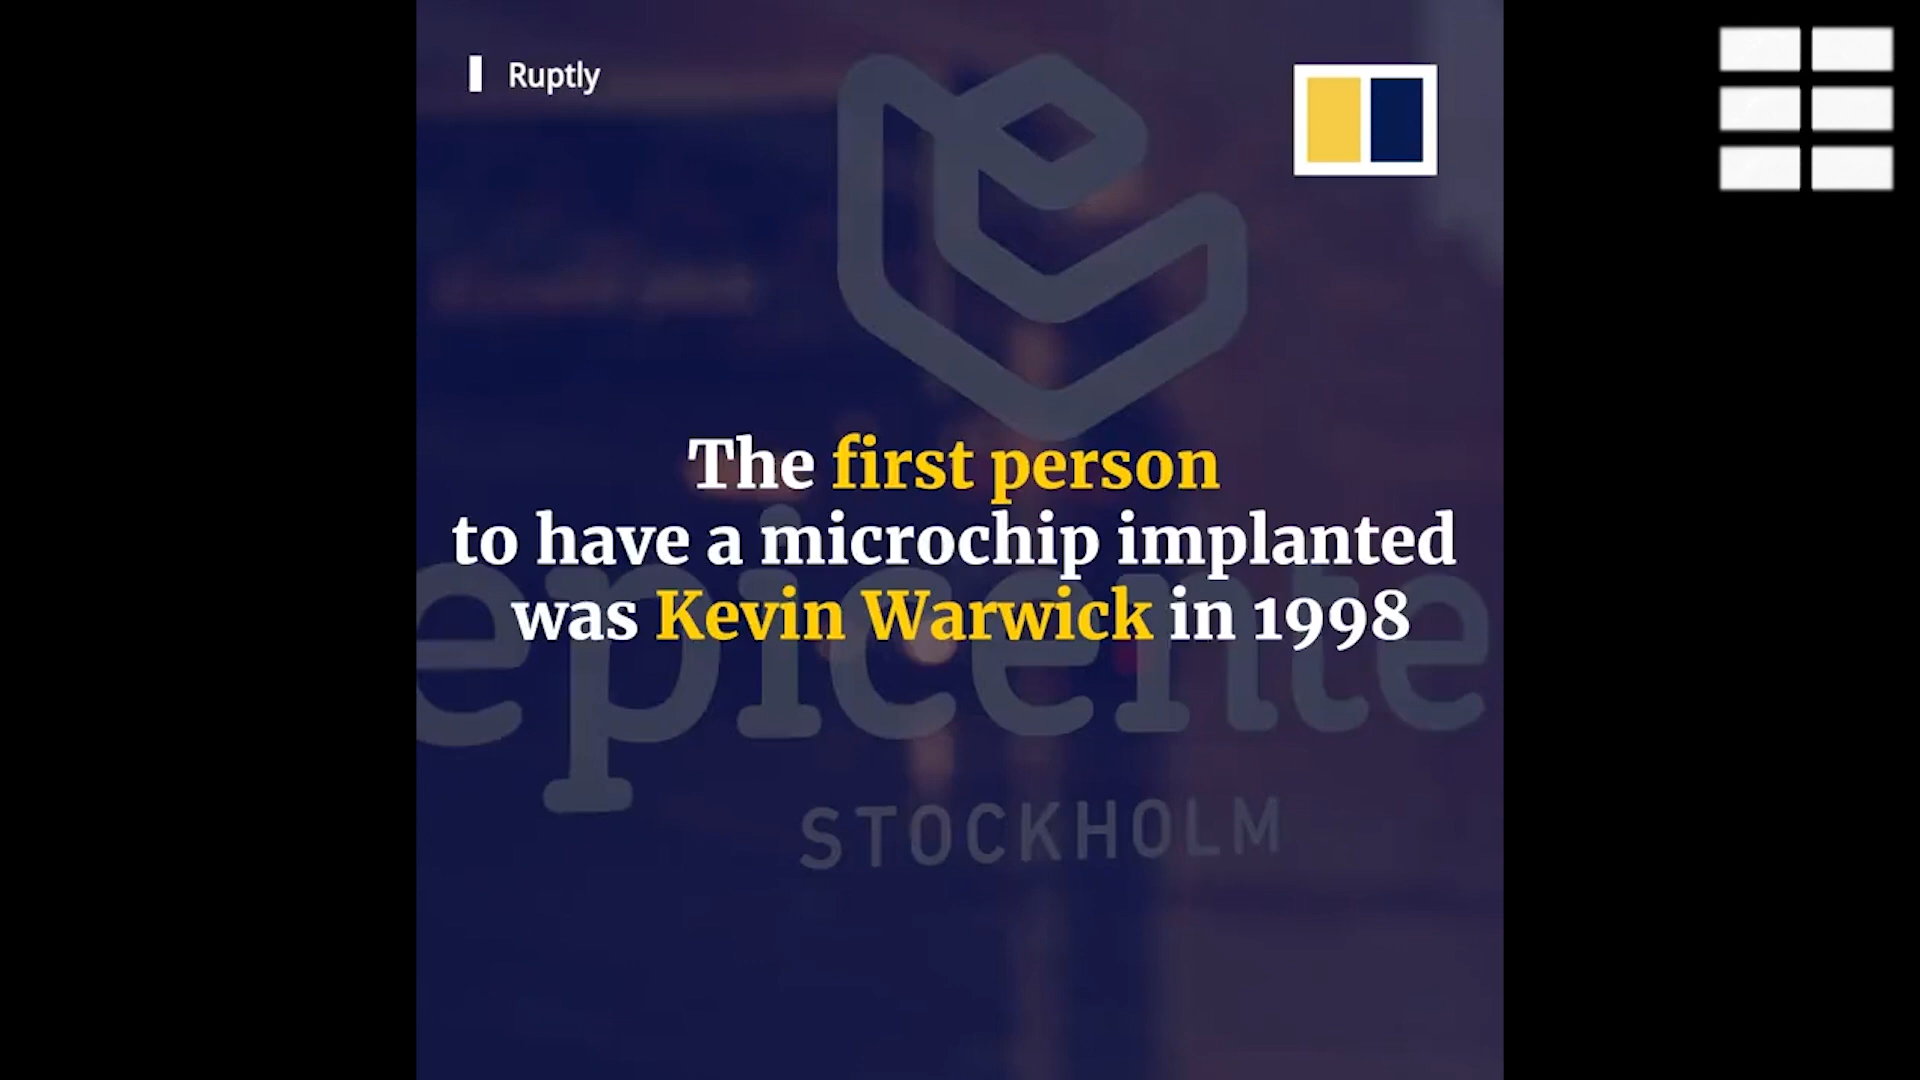 Ruptly
The first person
to have a microchip implanted
was Kevin Warwick in 1998
epicente
STOCKHOLM